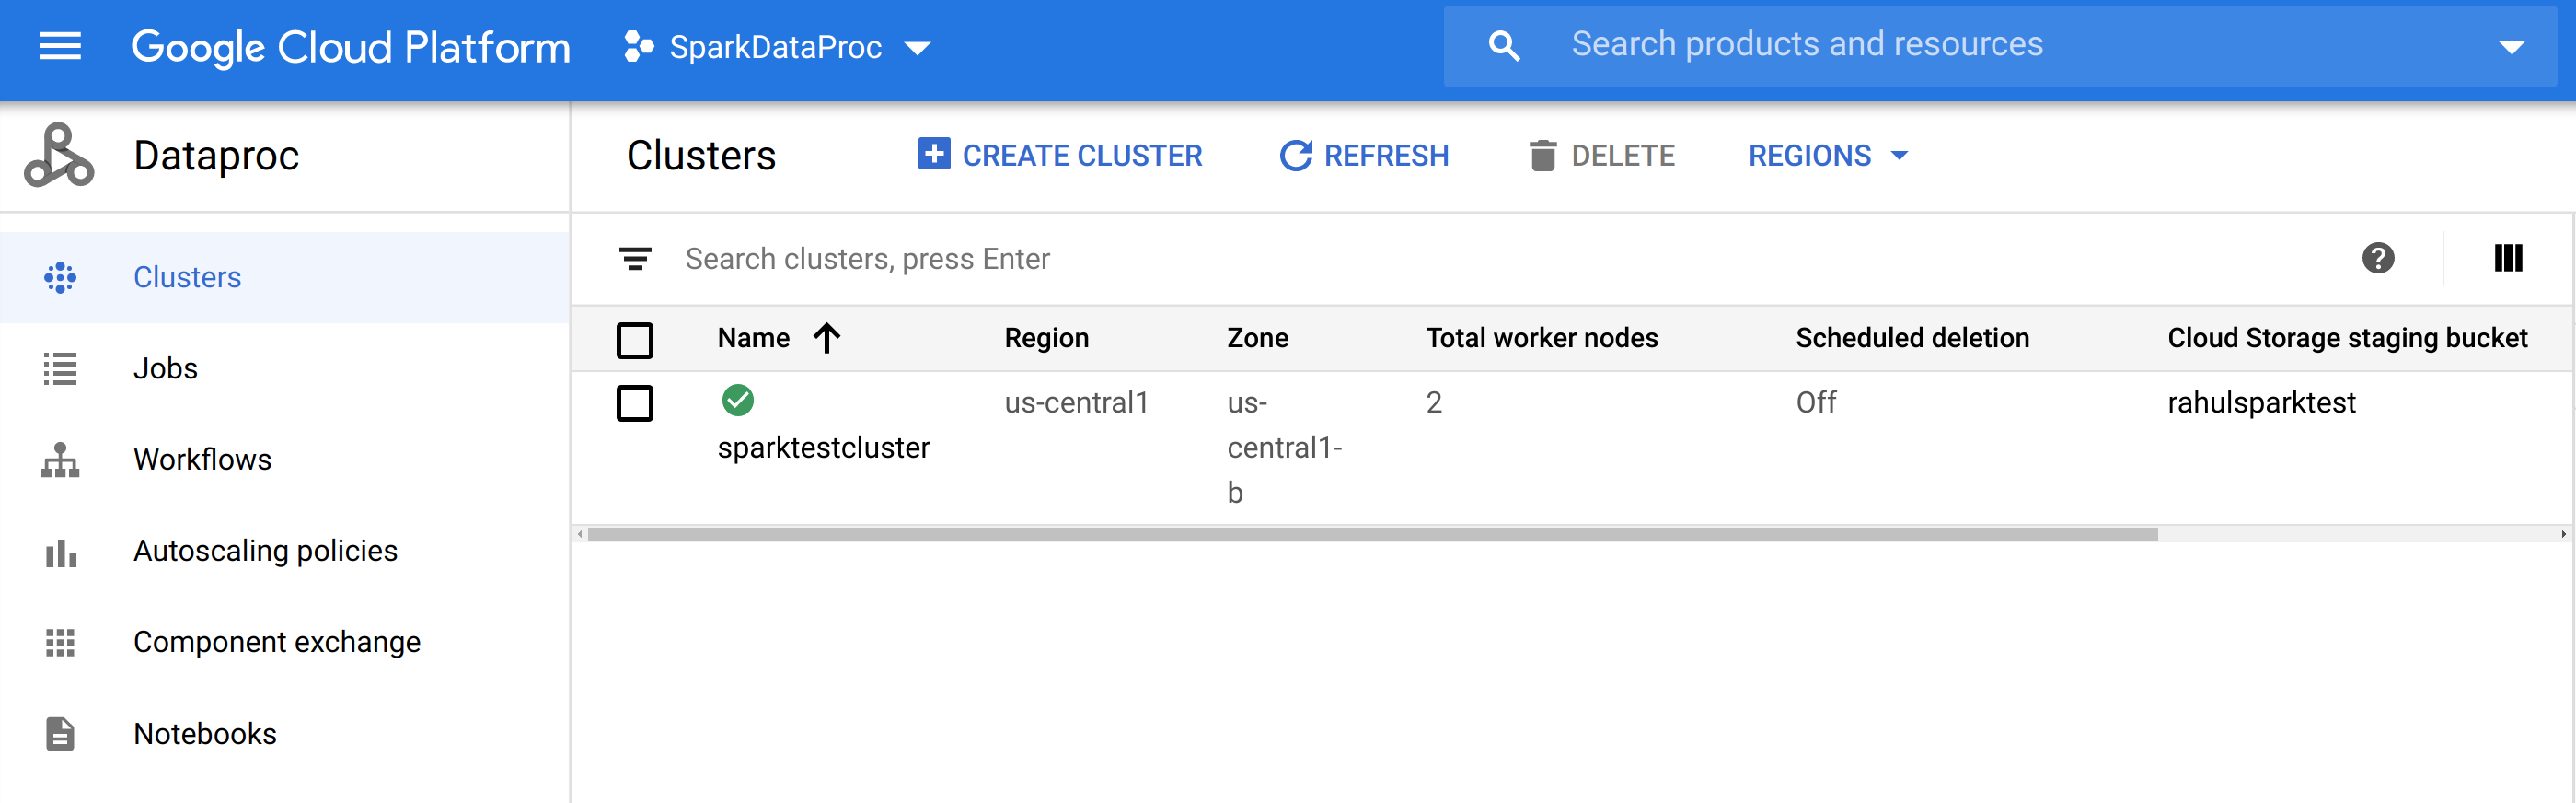 Google Cloud Platform SparkDataProc Search products and resources
Dataproc
Clusters CREATE CLUSTER REFRESH DELETE REGIONS
Clusters
Jobs
Workflows
Autoscaling policies
Component exchange
Notebooks
Search clusters, press Enter
Name Region Zone Total worker nodes Scheduled deletion Cloud Storage staging bucket
sparktestcluster us-central1 us- 2 Off rahulsparktest
central1-
b